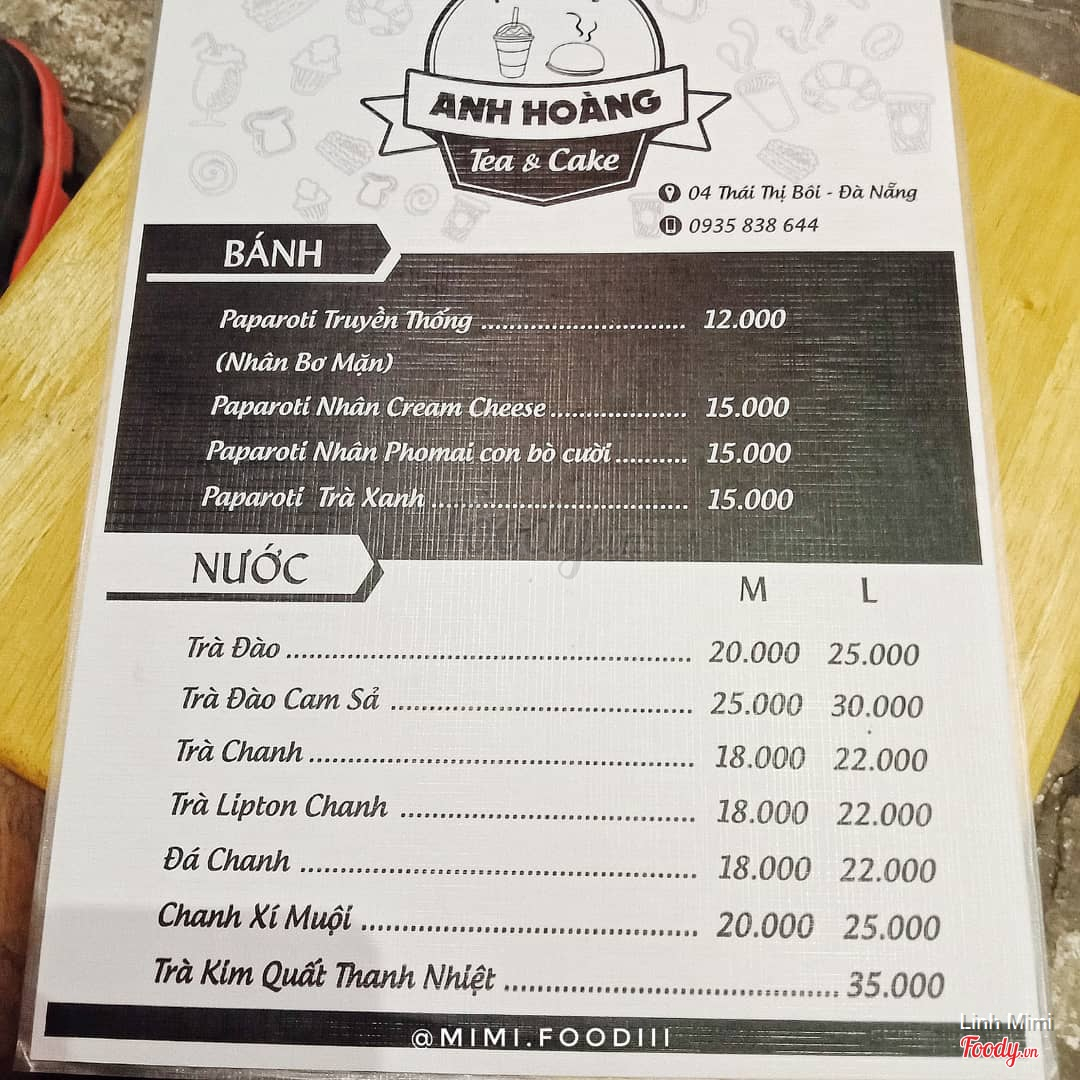 ANH HOÀNG
Tea & Cake
04 Thái Thị Bôi - Đà Nẵng
0935 838 644
BÁNH
Paparoti Truyền Thống ............................ 12.000
(Nhân Bơ Mặn)
Paparoti Nhân Cream Cheese ................... 15.000
Paparoti Nhân Phomai con bò cười .......... 15.000
Paparoti Trà Xanh ................................... 15.000
NƯỚC
M L
Trà Đào ........................................................ 20.000 25.000
Trà Đào Cam Sả .......................................... 25.000 30.000
Trà Chanh .................................................... 18.000 22.000
Trà Lipton Chanh ........................................ 18.000 22.000
Đá Chanh ..................................................... 18.000 22.000
Chanh Xí Muội ............................................. 20.000 25.000
Trà Kim Quất Thanh Nhiệt ............................................. 35.000
@MIMI.FOODIII
Linh Mimi
Foody.vn